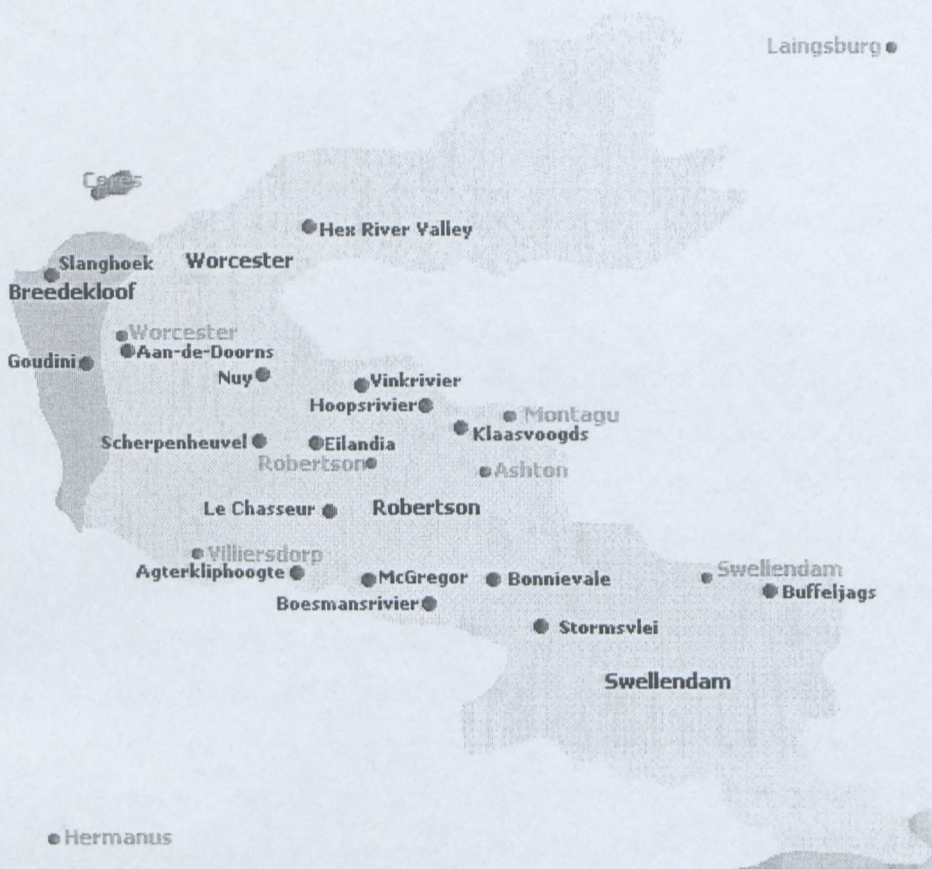 Laingsburg
Ceres
Hex River Valley
Slanghoek
Worcester
Breedekloof
Worcester
Aan-de-Doorns
Goudini
Nuy
Vinkrivier
Hoopsrivier
Montagu
Klaasvoogds
Scherpenheuvel
Eilandia
Robertson
Ashton
Le Chasseur
Robertson
Villiersdorp
Agterkliphoogte
McGregor
Bonnievale
Swellendam
Buffeljags
Boesmansrivier
Stormsvlei
Swellendam
Hermanus